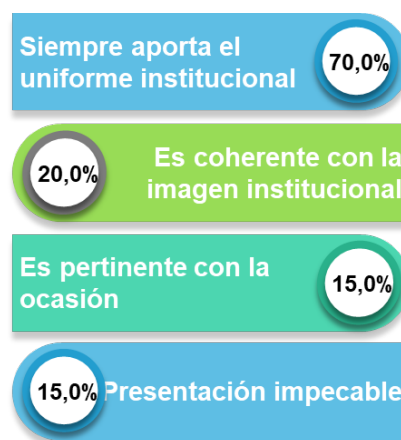 Siempre aporta el
uniforme institucional
70,0%
20,0%
Es coherente con la
imagen institucional
Es pertinente con la
ocasión
15,0%
15,0%
Presentación impecable